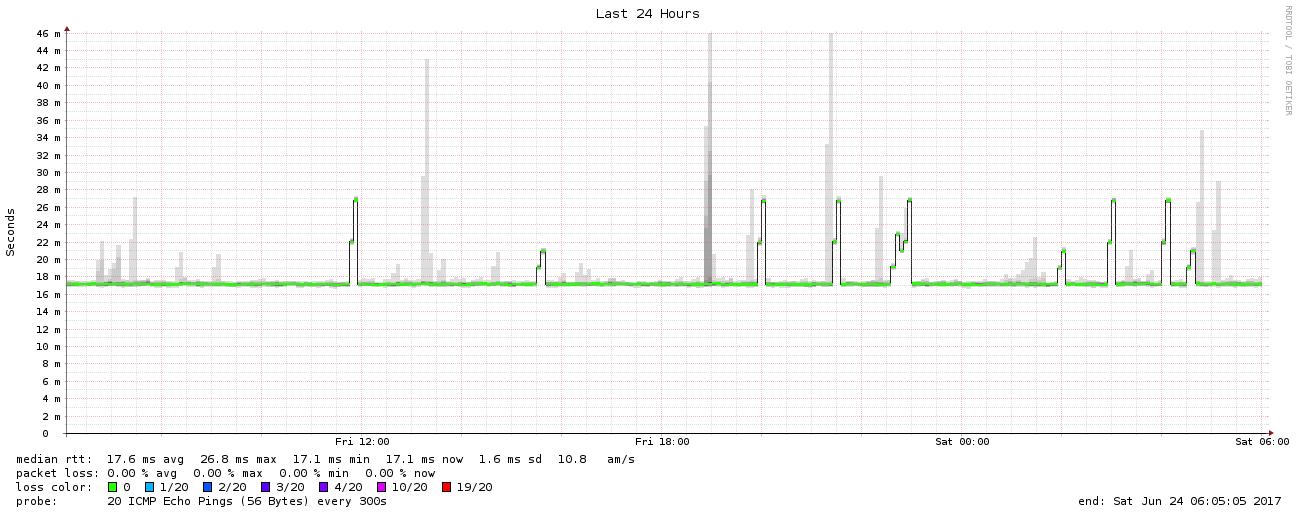 Last 24 Hours
RRDTOOL / TOBI OETIKER
Seconds
46 m
44 m
42 m
40 m
38 m
36 m
34 m
32 m
30 m
28 m
26 m
24 m
22 m
20 m
18 m
16 m
14 m
12 m
10 m
8 m
6 m
4 m
2 m
0
Fri 12:00 Fri 18:00 Sat 00:00 Sat 06:00
median rtt: 17.6 ms avg 26.8 ms max 17.1 ms min 17.1 ms now 1.6 ms sd 10.8 am/s
packet loss: 0.00 % avg 0.00 % max 0.00 % min 0.00 % now
loss color: 0 1/20 2/20 3/20 4/20 10/20 19/20
probe: 20 ICMP Echo Pings (56 Bytes) every 300s end: Sat Jun 24 06:05:05 2017